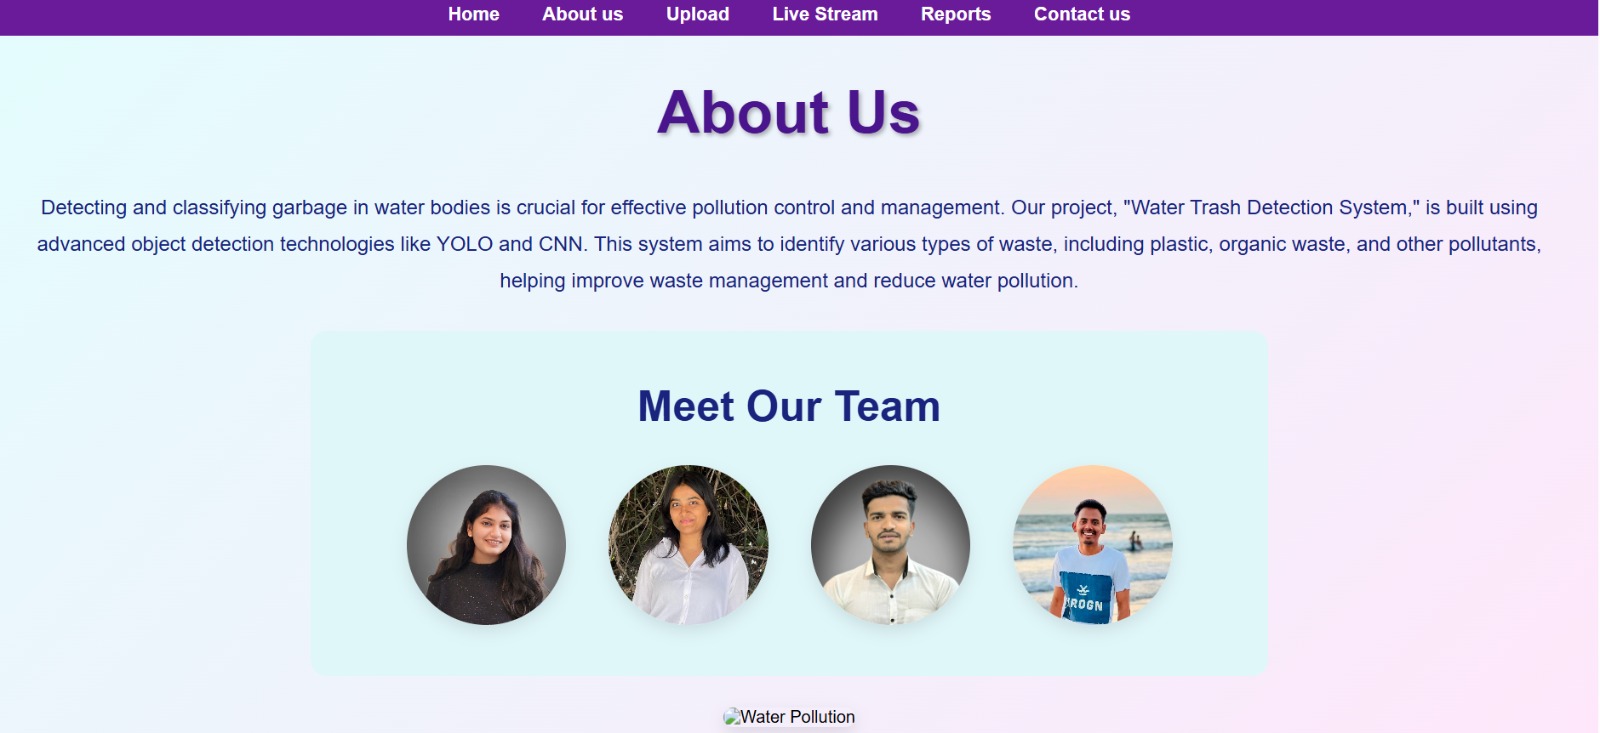 Home About us Upload Live Stream Reports Contact us
About Us
Detecting and classifying garbage in water bodies is crucial for effective pollution control and management. Our project, "Water Trash Detection System," is built using
advanced object detection technologies like YOLO and CNN. This system aims to identify various types of waste, including plastic, organic waste, and other pollutants,
helping improve waste management and reduce water pollution.
Meet Our Team
WROGN
Water Pollution